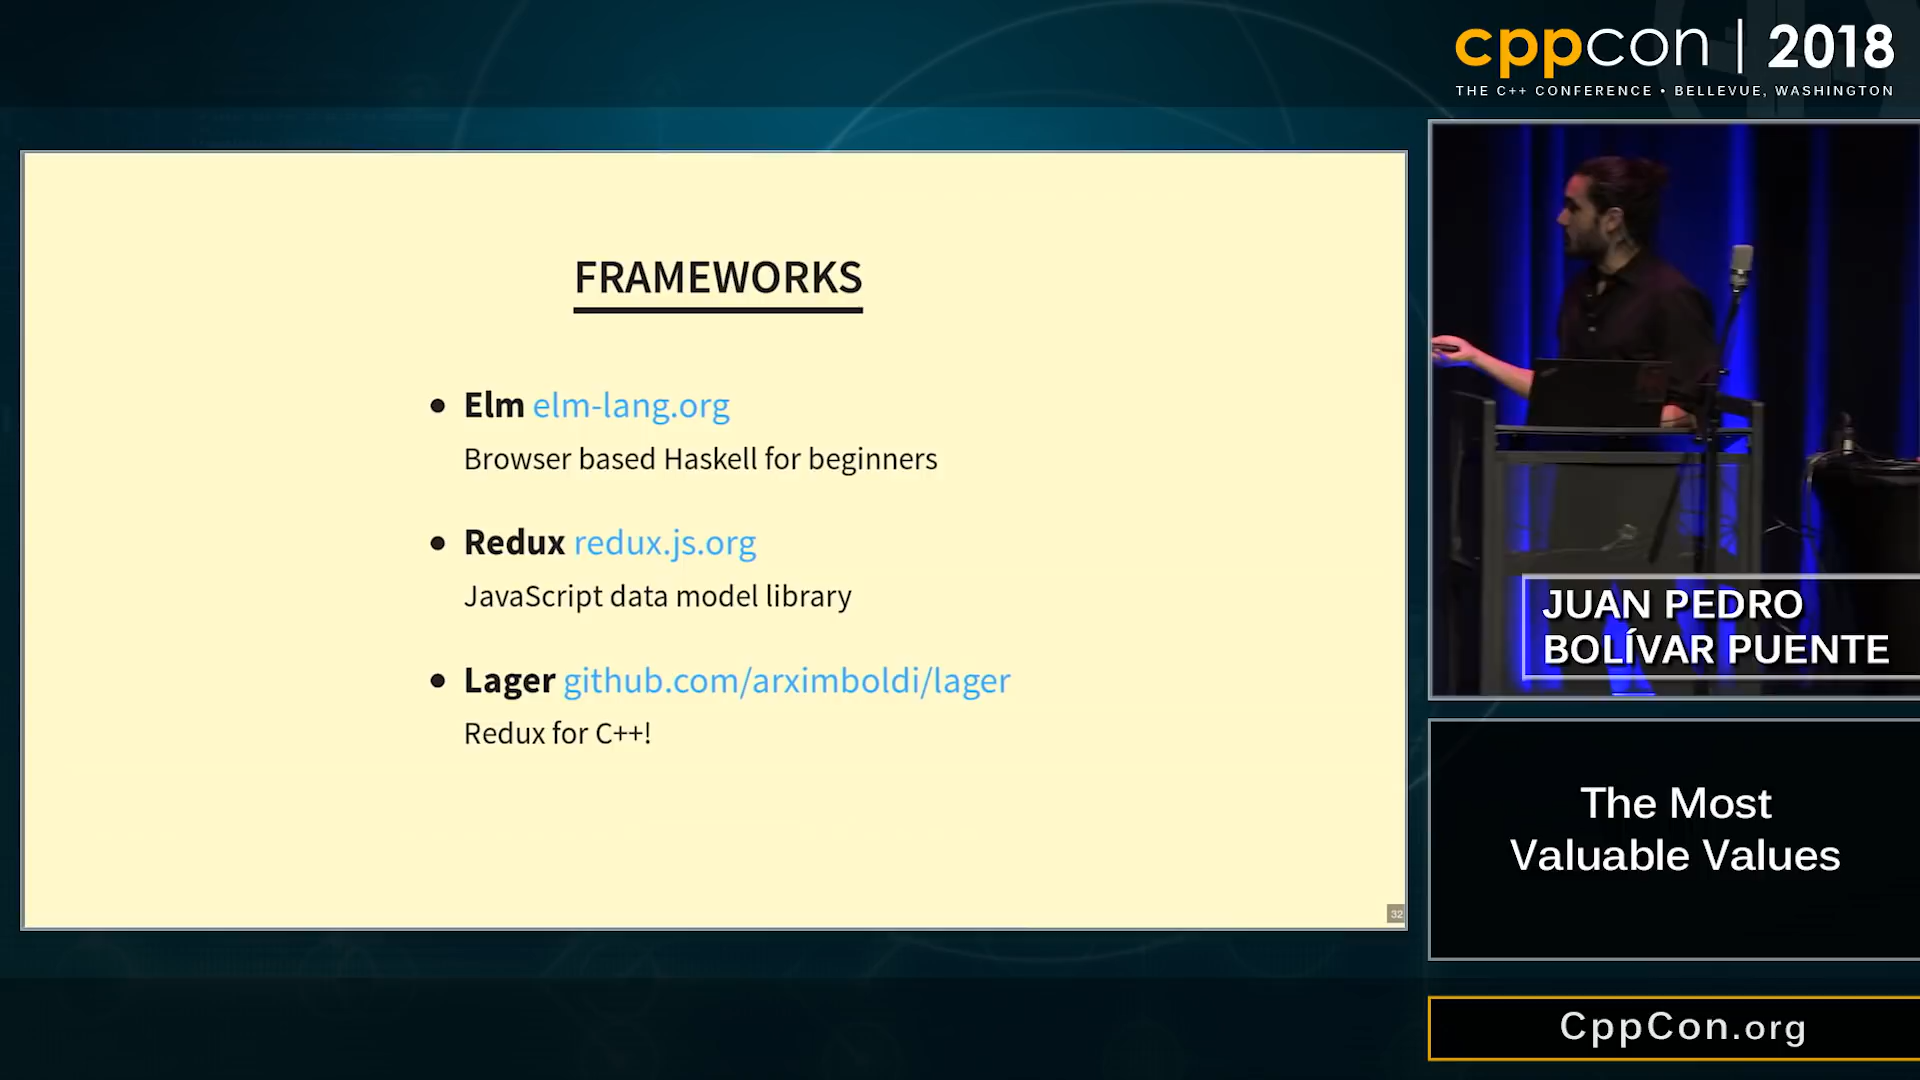 cppcon | 2018
THE C++ CONFERENCE • BELLEVUE, WASHINGTON
FRAMEWORKS
• Elm elm-lang.org
Browser based Haskell for beginners
• Redux redux.js.org
JavaScript data model library
• Lager github.com/arximboldi/lager
Redux for C++!
32
JUAN PEDRO
BOLÍVAR PUENTE
The Most
Valuable Values
CppCon.org